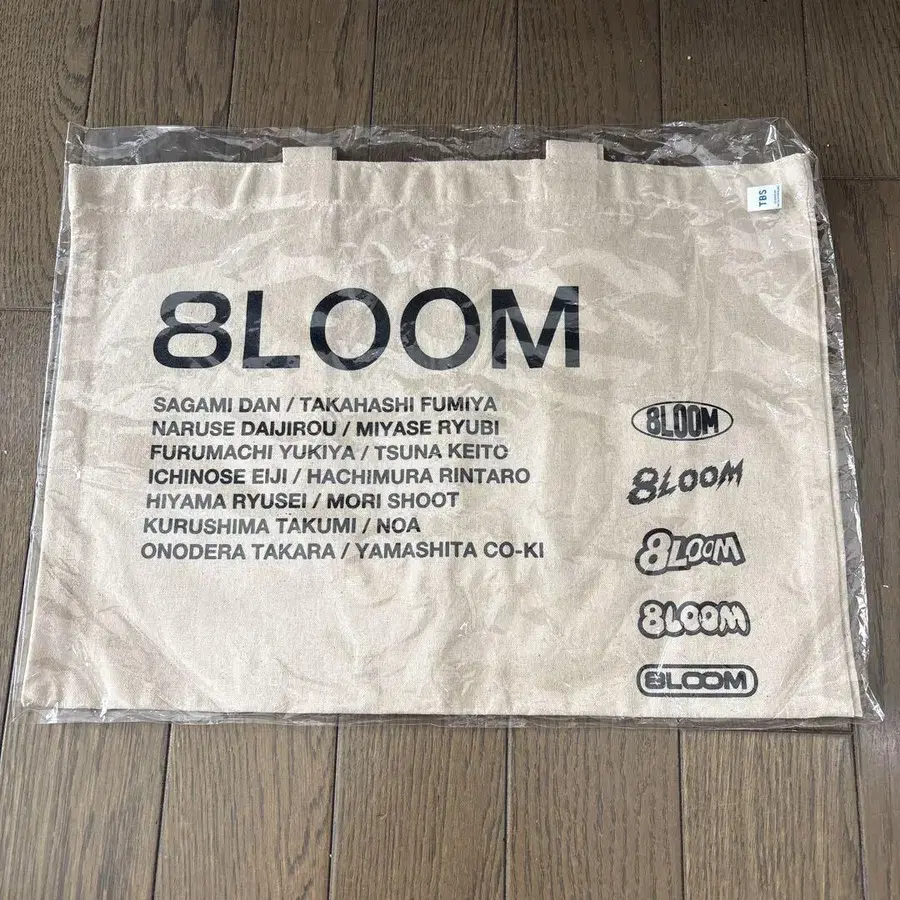 TBS
8LOOM
SAGAMI DAN / TAKAHASHI FUMIYA
NARUSE DAIJIROU / MIYASE RYUBI
FURUMACHI YUKIYA / TSUNA KEITO
ICHINOSE EIJI / HACHIMURA RINTARO
HIYAMA RYUSEI / MORI SHOOT
KURUSHIMA TAKUMI / NOA
ONODERA TAKARA / YAMASHITA CO-KI
8LOOM
8LOOM
8LOOM
8LOOM
8LOOM